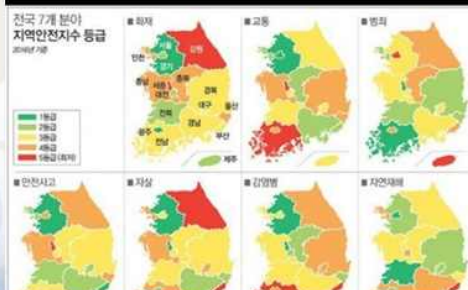 전국 7개 분야
지역안전지수 등급
2016년 기준
1등급
2등급
3등급
4등급
5등급(최저)
■ 화재
서울
인천
경기
강원
충남
세종
충북
대전
경북
전북
대구
울산
광주
경남
전남
부산
제주
■ 교통
■ 범죄
■ 안전사고
■ 자살
■ 감염병
■ 자연재해